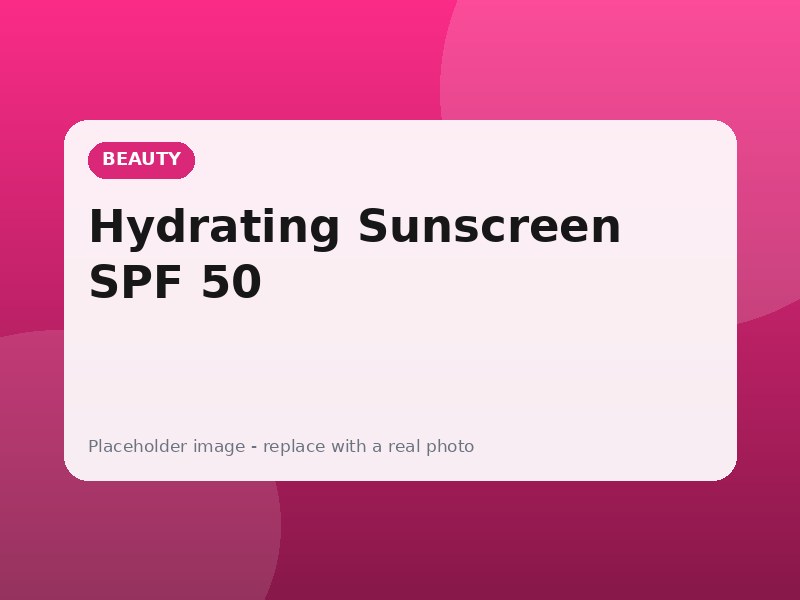 BEAUTY
Hydrating Sunscreen
SPF 50
Placeholder image - replace with a real photo